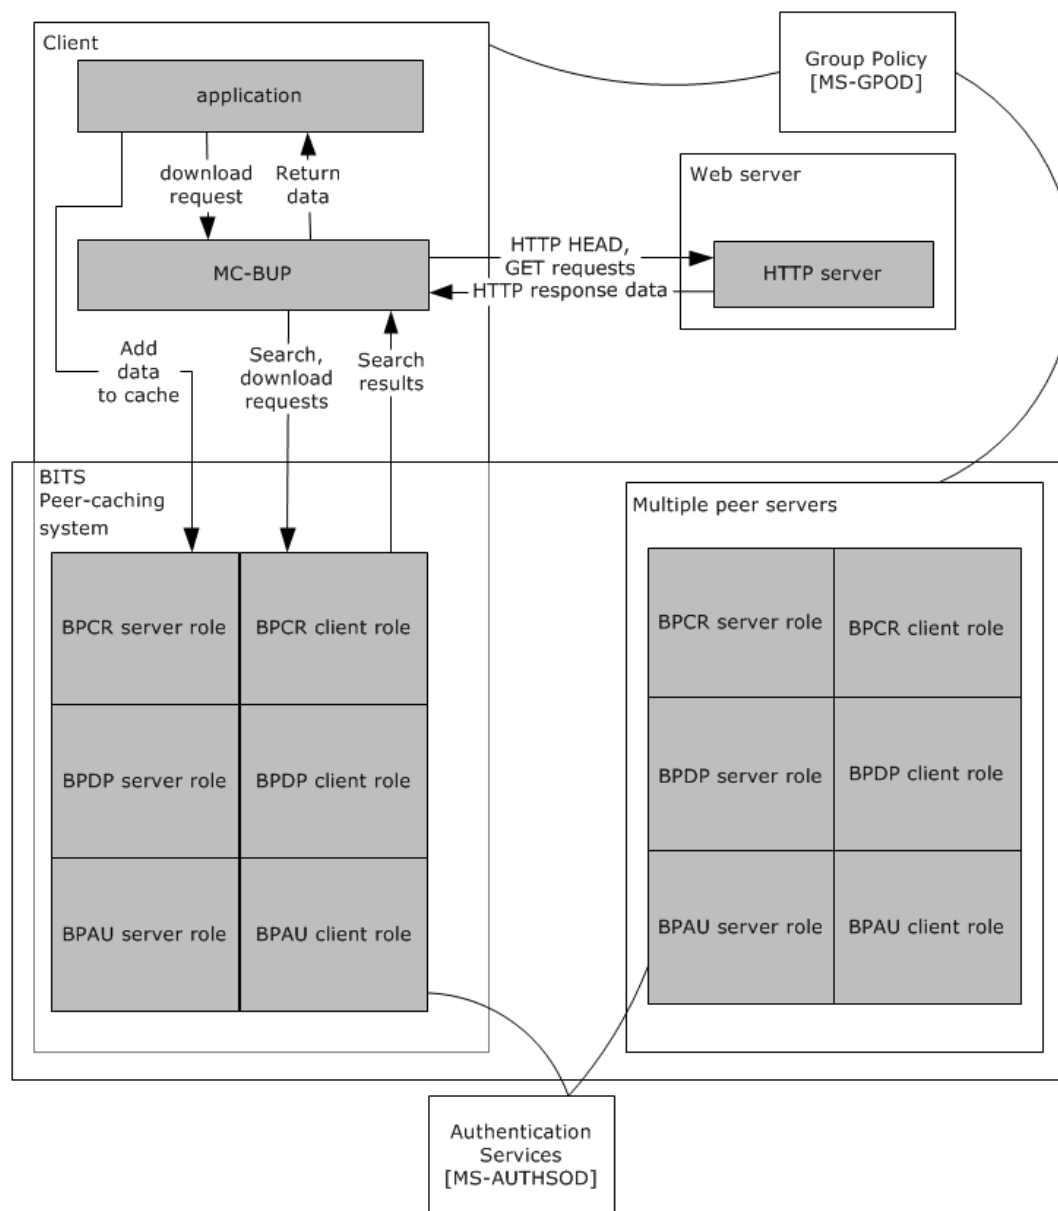 Client
application
download
request
Return
data
MC-BUP
Group Policy
[MS-GPOD]
Web server
HTTP HEAD,
GET requests
HTTP response data
HTTP server
Add
data
to cache
Search,
download
requests
Search
results
BITS
Peer-caching
system
BPCR server role
BPCR client role
BPDP server role
BPDP client role
BPAU server role
BPAU client role
Multiple peer servers
BPCR server role
BPCR client role
BPDP server role
BPDP client role
BPAU server role
BPAU client role
Authentication
Services
[MS-AUTHSOD]